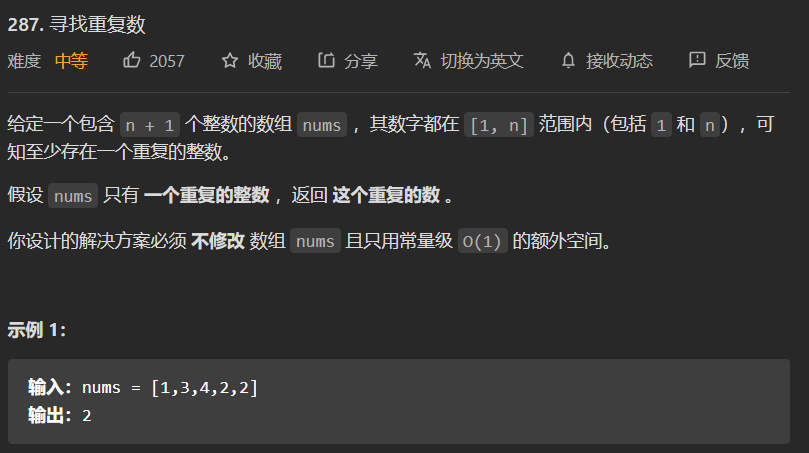 287. 寻找重复数
难度 中等 2057 收藏 分享 切换为英文 接收动态 反馈
给定一个包含 n + 1 个整数的数组 nums ，其数字都在 [1, n] 范围内（包括 1 和 n），可
知至少存在一个重复的整数。
假设 nums 只有 一个重复的整数 ，返回 这个重复的数 。
你设计的解决方案必须 不修改 数组 nums 且只用常量级 O(1) 的额外空间。
示例 1：
输入：nums = [1,3,4,2,2]
输出：2